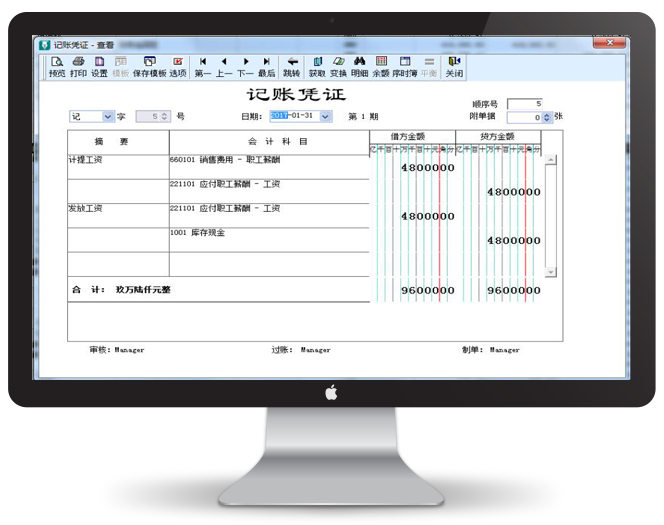 记账凭证 - 查看
预览 打印 设置 模板 保存模板 选项 第一 上一 下一 最后 跳转 获取 变换 明细 余额 序时簿 平衡 关闭
记账凭证
顺序号 5
记 字 5 号 日期: 2017-01-31 第 1 期 附单据 0 张
摘 要 会 计 科 目 借方金额 贷方金额
亿千百十万千百十元角分 亿千百十万千百十元角分
计提工资 660101 销售费用 - 职工薪酬 4800000
221101 应付职工薪酬 - 工资 4800000
发放工资 221101 应付职工薪酬 - 工资 4800000
1001 库存现金 4800000
合 计: 玖万陆仟元整 9600000 9600000
审核: Manager 过账: Manager 制单: Manager